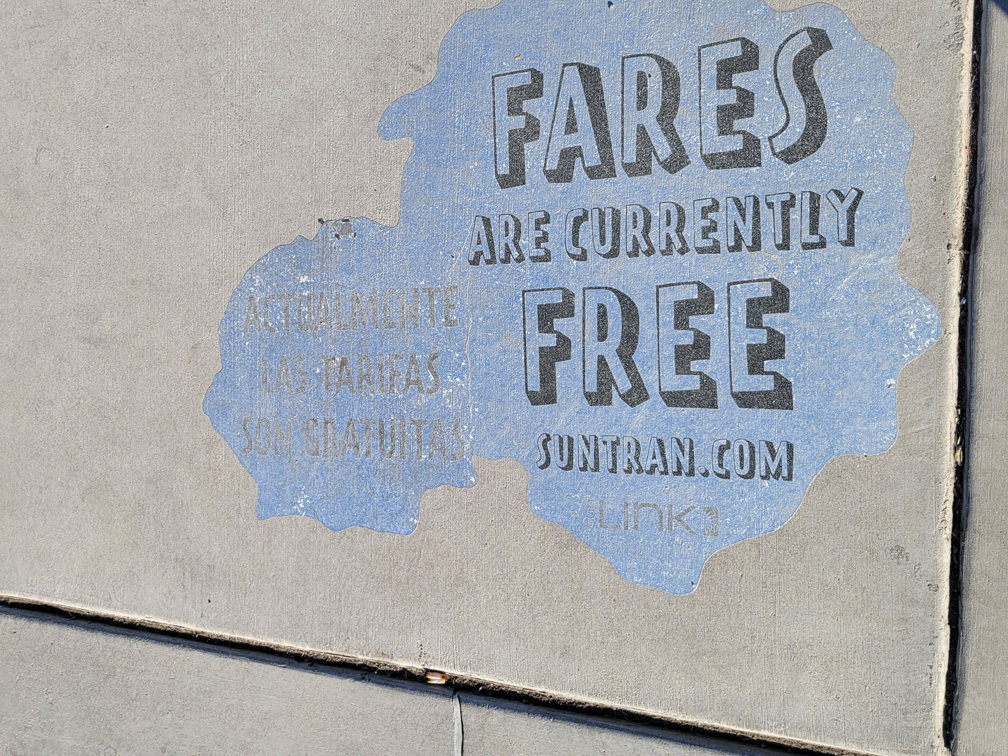 FARES
ARE CURRENTLY
FREE
SUNTRAN.COM
LINK
ACTUALMENTE
LAS TARIFAS
SON GRATUITAS